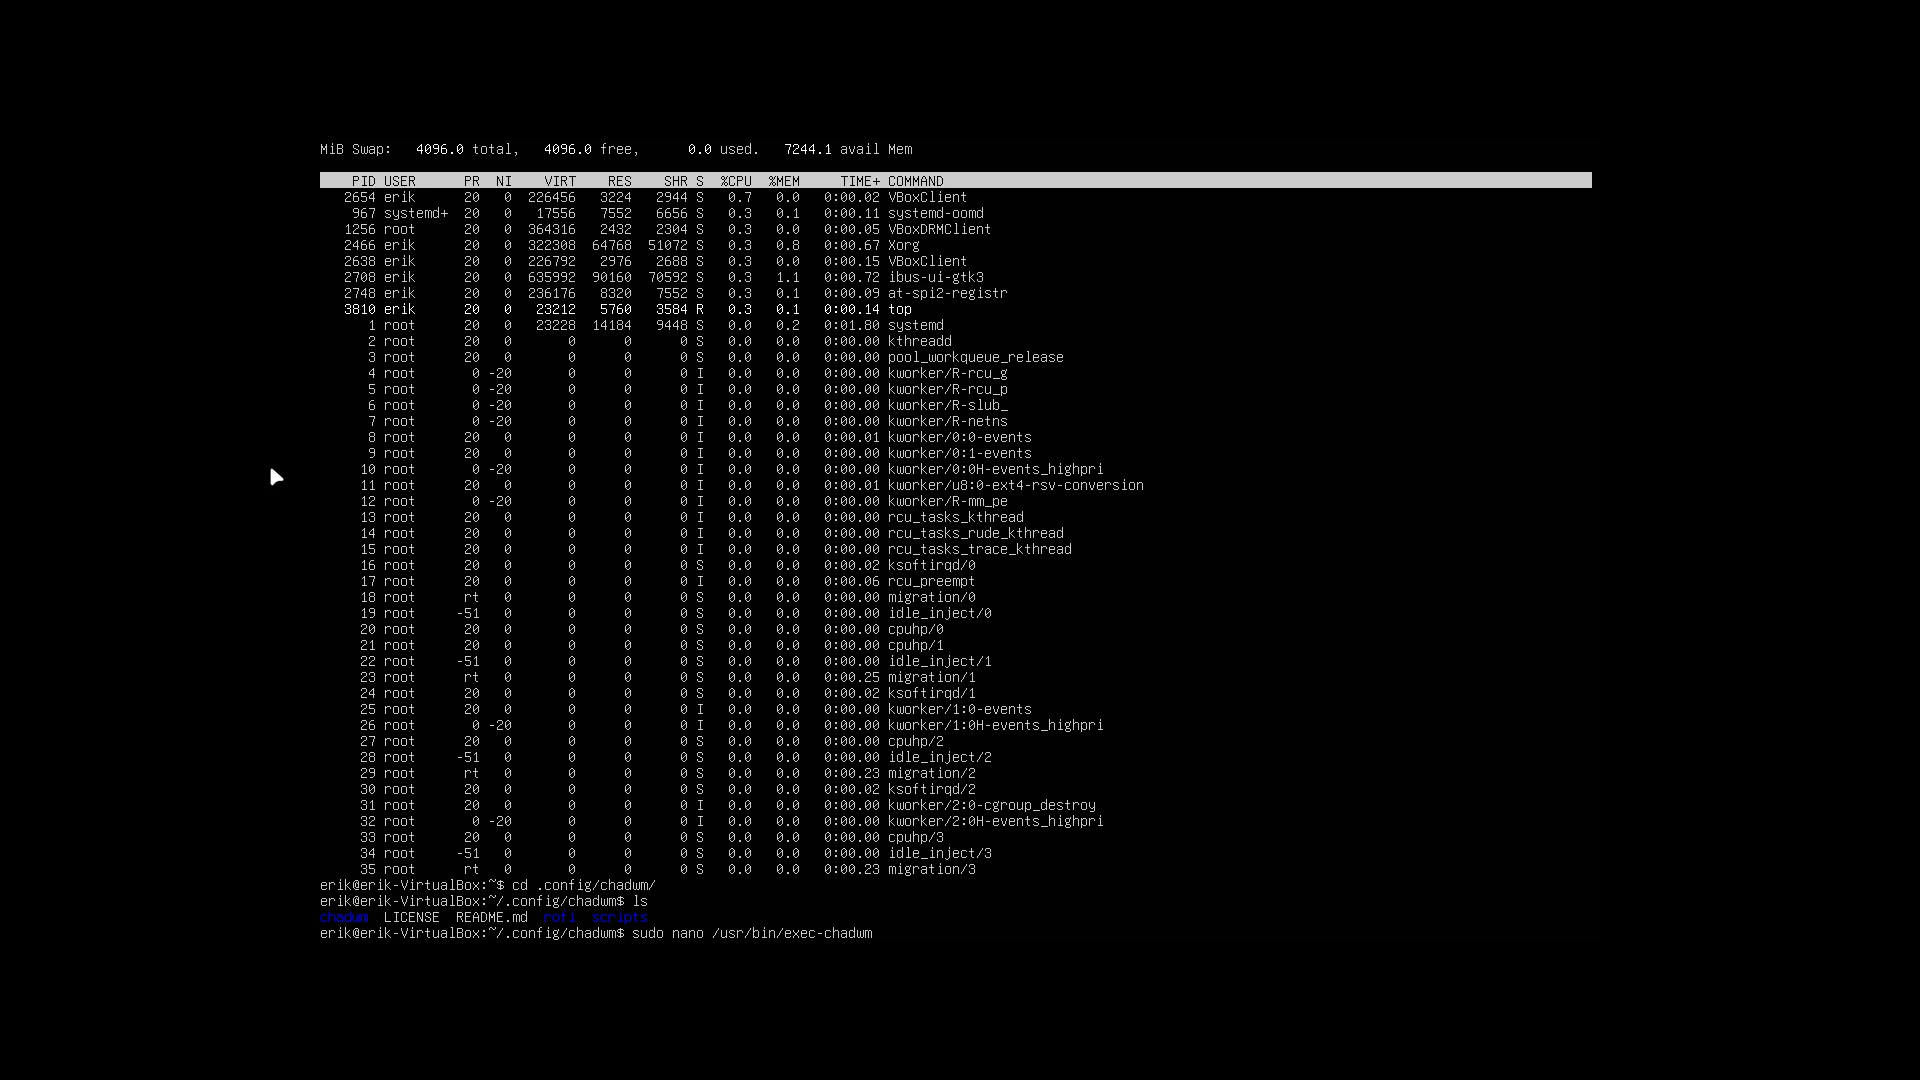 MiB Swap:   4096.0 total,   4096.0 free,      0.0 used.   7244.1 avail Mem
PID USER      PR  NI    VIRT    RES    SHR S  %CPU  %MEM     TIME+ COMMAND
2654 erik      20   0  226456   3224   2944 S   0.7   0.0   0:00.02 VBoxClient
967 systemd+  20   0   17556   7552   6656 S   0.3   0.1   0:00.11 systemd-oomd
1256 root      20   0  364316   2432   2304 S   0.3   0.0   0:00.05 VBoxDRMClient
2466 erik      20   0  322308  64768  51072 S   0.3   0.8   0:00.67 Xorg
2638 erik      20   0  226792   2976   2688 S   0.3   0.0   0:00.15 VBoxClient
2708 erik      20   0  635992  90160  70592 S   0.3   1.1   0:00.72 ibus-ui-gtk3
2748 erik      20   0  236176   8320   7552 S   0.3   0.1   0:00.09 at-spi2-registr
3810 erik      20   0   23212   5760   3584 R   0.3   0.1   0:00.14 top
1 root      20   0   23228  14184   9448 S   0.0   0.2   0:01.80 systemd
2 root      20   0       0      0      0 S   0.0   0.0   0:00.00 kthreadd
3 root      20   0       0      0      0 S   0.0   0.0   0:00.00 pool_workqueue_release
4 root       0 -20       0      0      0 I   0.0   0.0   0:00.00 kworker/R-rcu_g
5 root       0 -20       0      0      0 I   0.0   0.0   0:00.00 kworker/R-rcu_p
6 root       0 -20       0      0      0 I   0.0   0.0   0:00.00 kworker/R-slub_
7 root       0 -20       0      0      0 I   0.0   0.0   0:00.00 kworker/R-netns
8 root      20   0       0      0      0 I   0.0   0.0   0:00.01 kworker/0:0-events
9 root      20   0       0      0      0 I   0.0   0.0   0:00.00 kworker/0:1-events
10 root       0 -20       0      0      0 I   0.0   0.0   0:00.00 kworker/0:0H-events_highpri
11 root      20   0       0      0      0 I   0.0   0.0   0:00.01 kworker/u8:0-ext4-rsv-conversion
12 root       0 -20       0      0      0 I   0.0   0.0   0:00.00 kworker/R-mm_pe
13 root      20   0       0      0      0 I   0.0   0.0   0:00.00 rcu_tasks_kthread
14 root      20   0       0      0      0 I   0.0   0.0   0:00.00 rcu_tasks_rude_kthread
15 root      20   0       0      0      0 I   0.0   0.0   0:00.00 rcu_tasks_trace_kthread
16 root      20   0       0      0      0 S   0.0   0.0   0:00.02 ksoftirqd/0
17 root      20   0       0      0      0 I   0.0   0.0   0:00.06 rcu_preempt
18 root      rt   0       0      0      0 S   0.0   0.0   0:00.00 migration/0
19 root     -51   0       0      0      0 S   0.0   0.0   0:00.00 idle_inject/0
20 root      20   0       0      0      0 S   0.0   0.0   0:00.00 cpuhp/0
21 root      20   0       0      0      0 S   0.0   0.0   0:00.00 cpuhp/1
22 root     -51   0       0      0      0 S   0.0   0.0   0:00.00 idle_inject/1
23 root      rt   0       0      0      0 S   0.0   0.0   0:00.25 migration/1
24 root      20   0       0      0      0 S   0.0   0.0   0:00.02 ksoftirqd/1
25 root      20   0       0      0      0 I   0.0   0.0   0:00.00 kworker/1:0-events
26 root       0 -20       0      0      0 I   0.0   0.0   0:00.00 kworker/1:0H-events_highpri
27 root      20   0       0      0      0 S   0.0   0.0   0:00.00 cpuhp/2
28 root     -51   0       0      0      0 S   0.0   0.0   0:00.00 idle_inject/2
29 root      rt   0       0      0      0 S   0.0   0.0   0:00.23 migration/2
30 root      20   0       0      0      0 S   0.0   0.0   0:00.02 ksoftirqd/2
31 root      20   0       0      0      0 I   0.0   0.0   0:00.00 kworker/2:0-cgroup_destroy
32 root       0 -20       0      0      0 I   0.0   0.0   0:00.00 kworker/2:0H-events_highpri
33 root      20   0       0      0      0 S   0.0   0.0   0:00.00 cpuhp/3
34 root     -51   0       0      0      0 S   0.0   0.0   0:00.00 idle_inject/3
35 root      rt   0       0      0      0 S   0.0   0.0   0:00.23 migration/3
erik@erik-VirtualBox:~$ cd .config/chadwm/
erik@erik-VirtualBox:~/.config/chadwm$ ls
chadwm  LICENSE  README.md  rofi  scripts
erik@erik-VirtualBox:~/.config/chadwm$ sudo nano /usr/bin/exec-chadwm